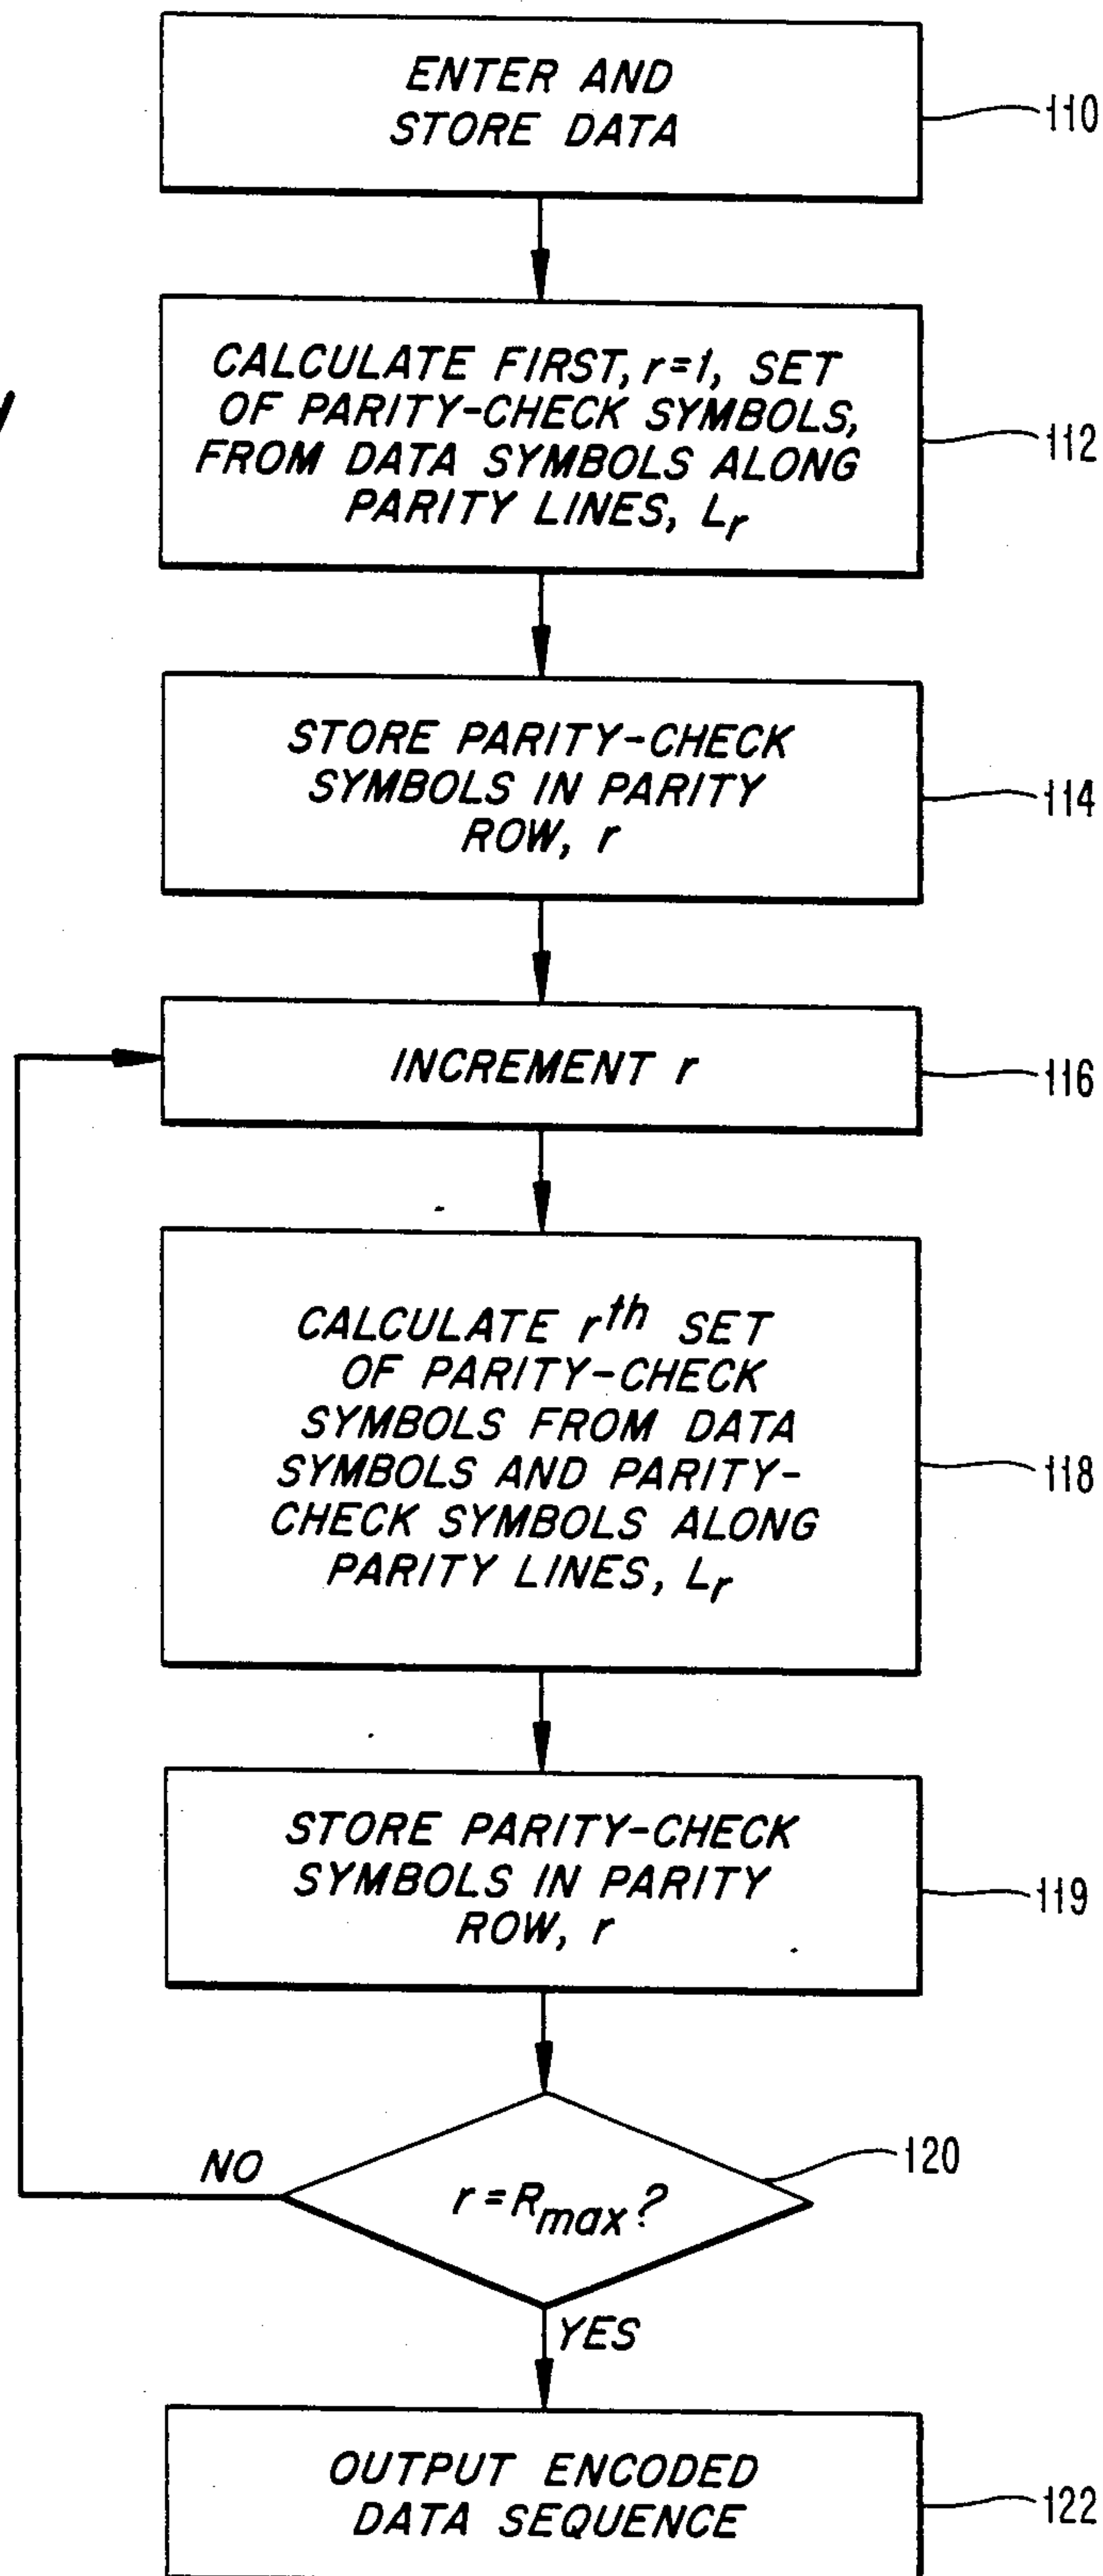 ENTER AND
STORE DATA
110
CALCULATE FIRST, r=1, SET
OF PARITY-CHECK SYMBOLS,
FROM DATA SYMBOLS ALONG
PARITY LINES, Lr
112
STORE PARITY-CHECK
SYMBOLS IN PARITY
ROW, r
114
INCREMENT r
116
CALCULATE rth SET
OF PARITY-CHECK
SYMBOLS FROM DATA
SYMBOLS AND PARITY-
CHECK SYMBOLS ALONG
PARITY LINES, Lr
118
STORE PARITY-CHECK
SYMBOLS IN PARITY
ROW, r
119
NO
r=Rmax?
120
YES
OUTPUT ENCODED
DATA SEQUENCE
122